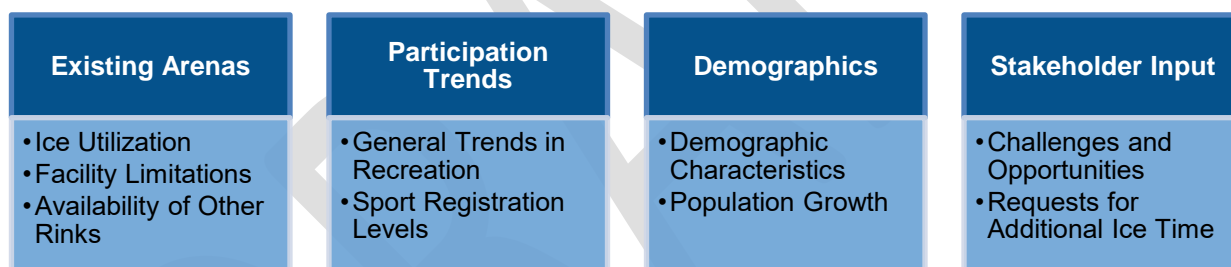 Existing Arenas
•Ice Utilization
•Facility Limitations
•Availability of Other
Rinks
Participation
Trends
•General Trends in
Recreation
•Sport Registration
Levels
Demographics
•Demographic
Characteristics
•Population Growth
Stakeholder Input
•Challenges and
Opportunities
•Requests for
Additional Ice Time